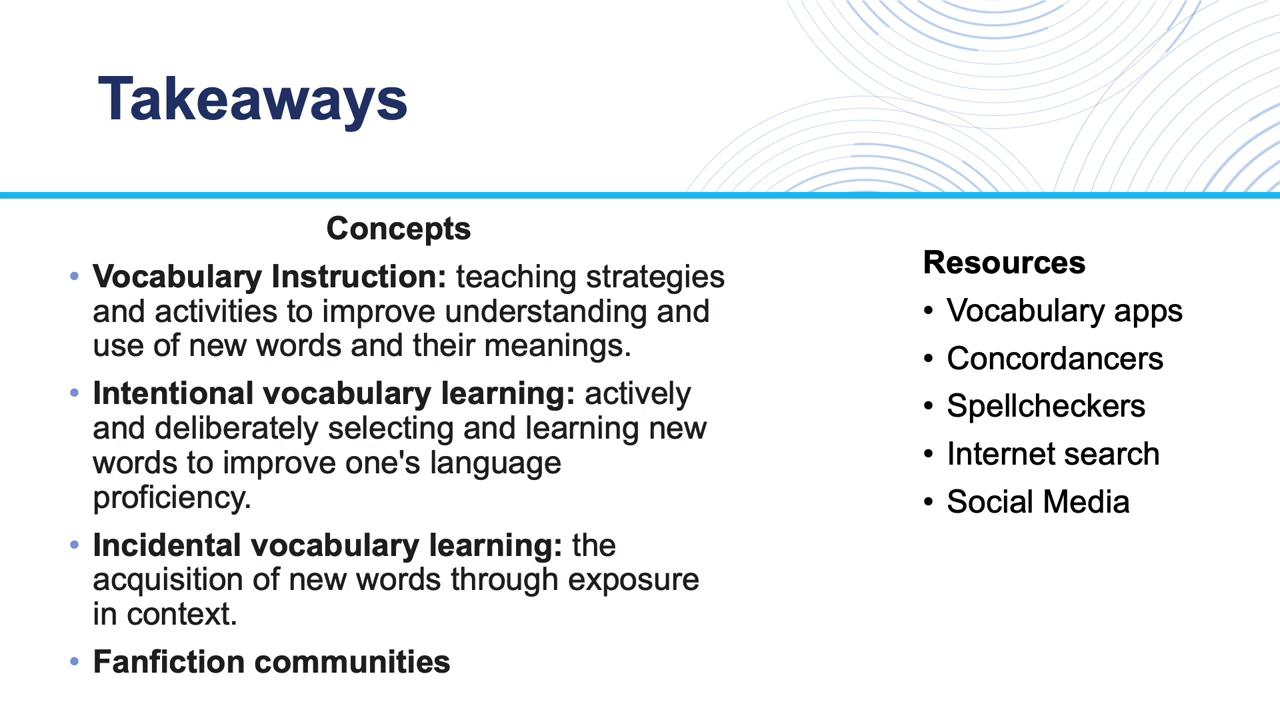 Takeaways
Concepts
• Vocabulary Instruction: teaching strategies
and activities to improve understanding and
use of new words and their meanings.
• Intentional vocabulary learning: actively
and deliberately selecting and learning new
words to improve one's language
proficiency.
• Incidental vocabulary learning: the
acquisition of new words through exposure
in context.
• Fanfiction communities
Resources
• Vocabulary apps
• Concordancers
• Spellcheckers
• Internet search
• Social Media